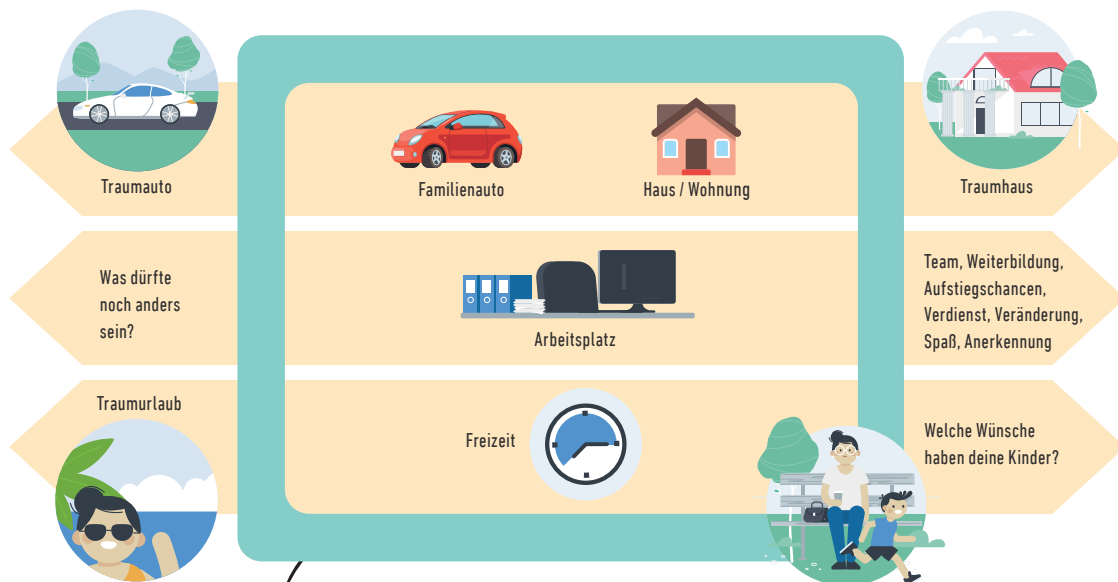 Traumauto
Familienauto
Haus / Wohnung
Traumhaus
Was dürfte
noch anders
sein?
Arbeitsplatz
Team, Weiterbildung,
Aufstiegschancen,
Verdienst, Veränderung,
Spaß, Anerkennung
Traumurlaub
Freizeit
Welche Wünsche
haben deine Kinder?